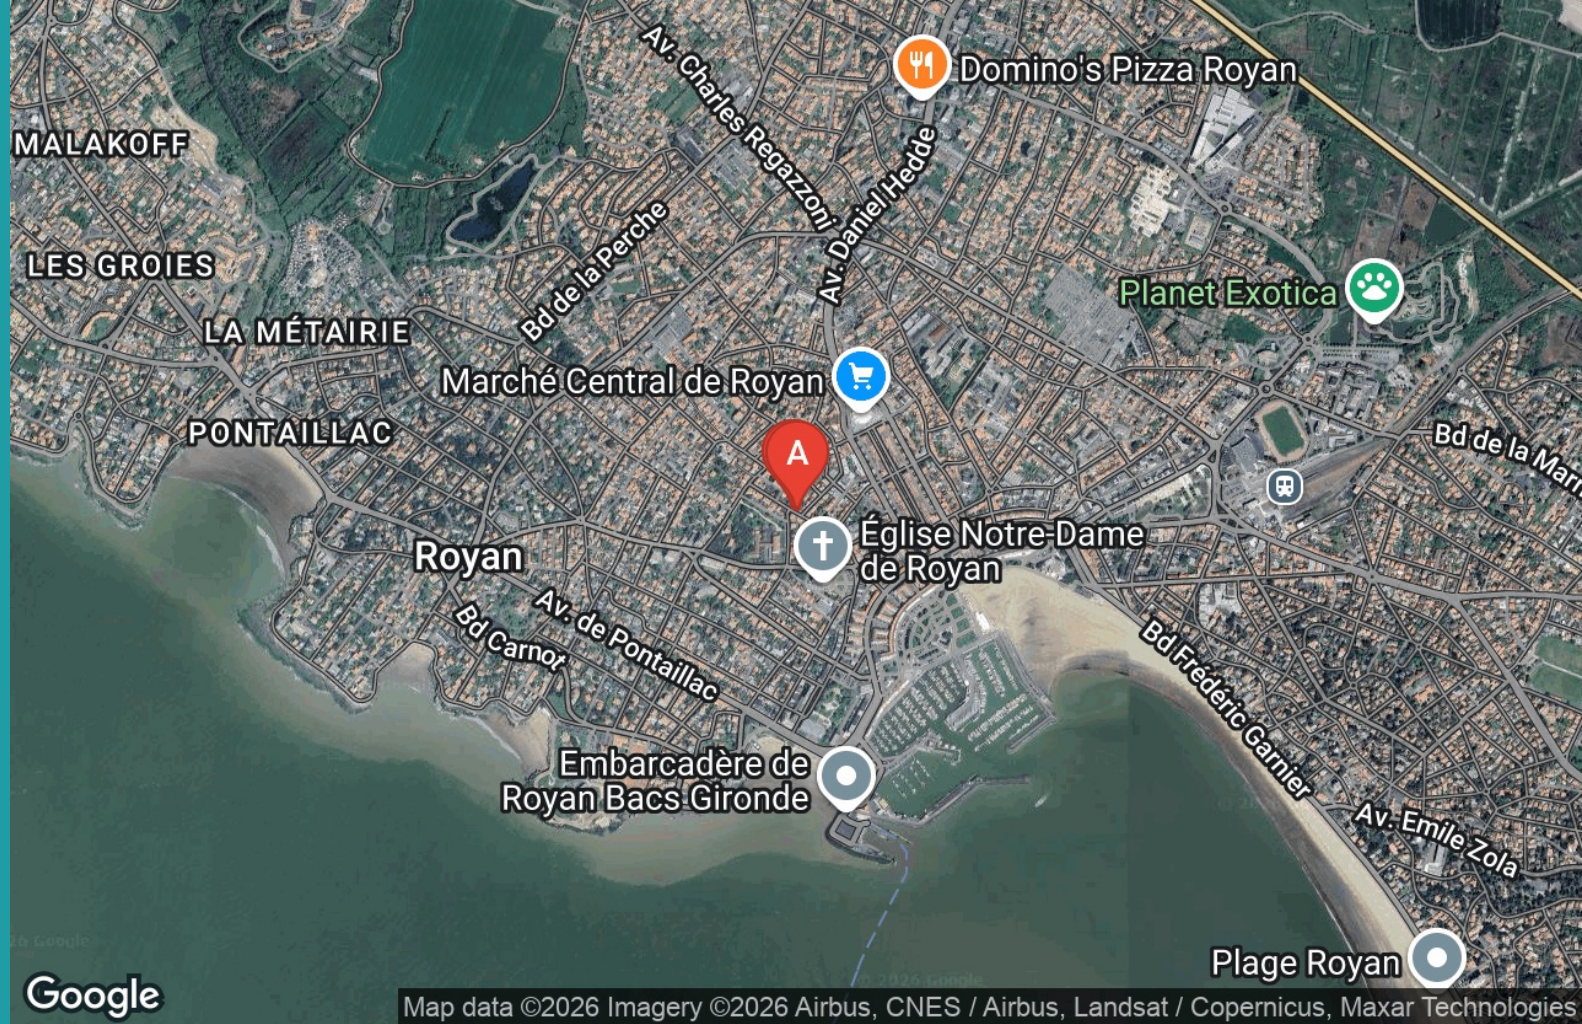 Av. Charles Regazzoni
Domino's Pizza Royan
MALAKOFF
Av. Daniel Hedde
Bd de la Perche
LES GROIES
Planet Exotica
LA MÉTAIRIE
Marché Central de Royan
PONTAILLAC
A
Bd de la Marn
Royan
Église Notre-Dame
de Royan
Av. de Pontaillac
Bd Carnot
Bd Frédéric Garnier
Embarcadère de
Royan Bacs Gironde
Av. Emile Zola
Plage Royan
Google
Map data ©2026 Imagery ©2026 Airbus, CNES / Airbus, Landsat / Copernicus, Maxar Technologies